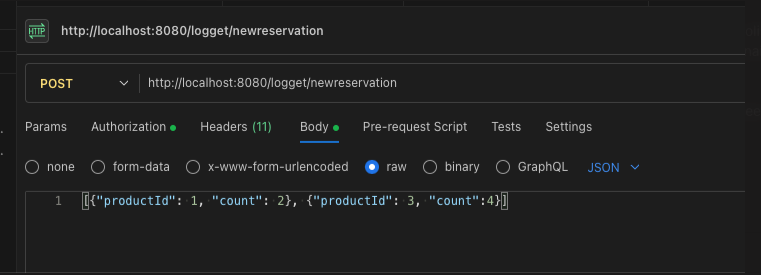 HTTP http://localhost:8080/logget/newreservation
POST http://localhost:8080/logget/newreservation
Params Authorization Headers (11) Body Pre-request Script Tests Settings
none form-data x-www-form-urlencoded raw binary GraphQL JSON
1 [{"productId": 1, "count": 2}, {"productId": 3, "count":4}]